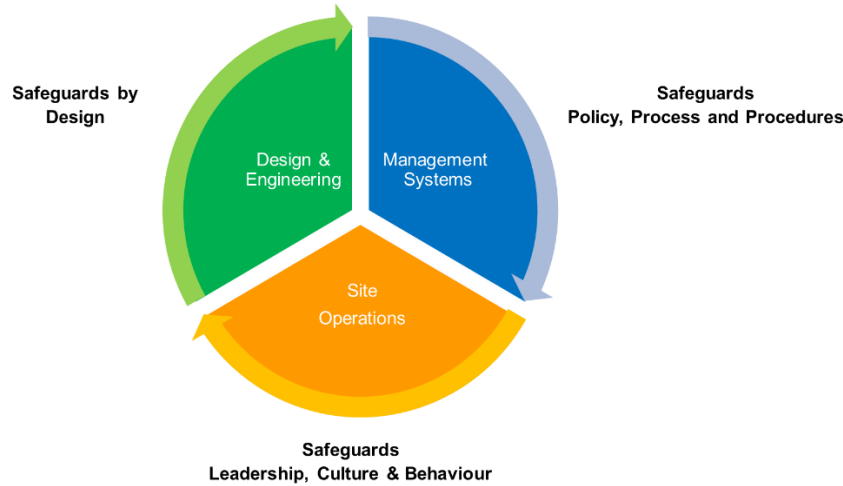 Safeguards by
Design
Safeguards
Policy, Process and Procedures
Design &
Engineering
Management
Systems
Site
Operations
Safeguards
Leadership, Culture & Behaviour